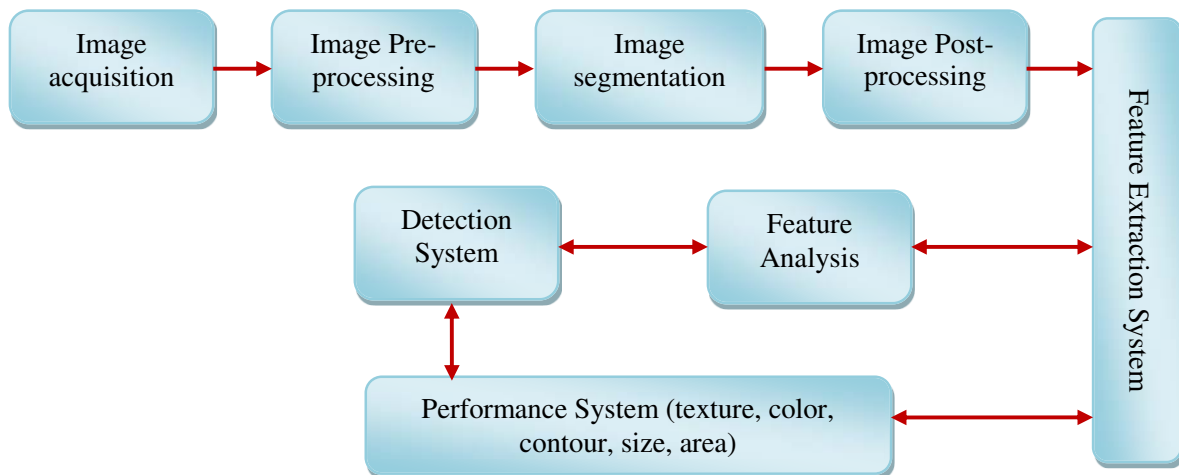 Image
acquisition
Image Pre-
processing
Image
segmentation
Image Post-
processing
Feature Extraction System
Detection
System
Feature
Analysis
Performance System (texture, color,
contour, size, area)